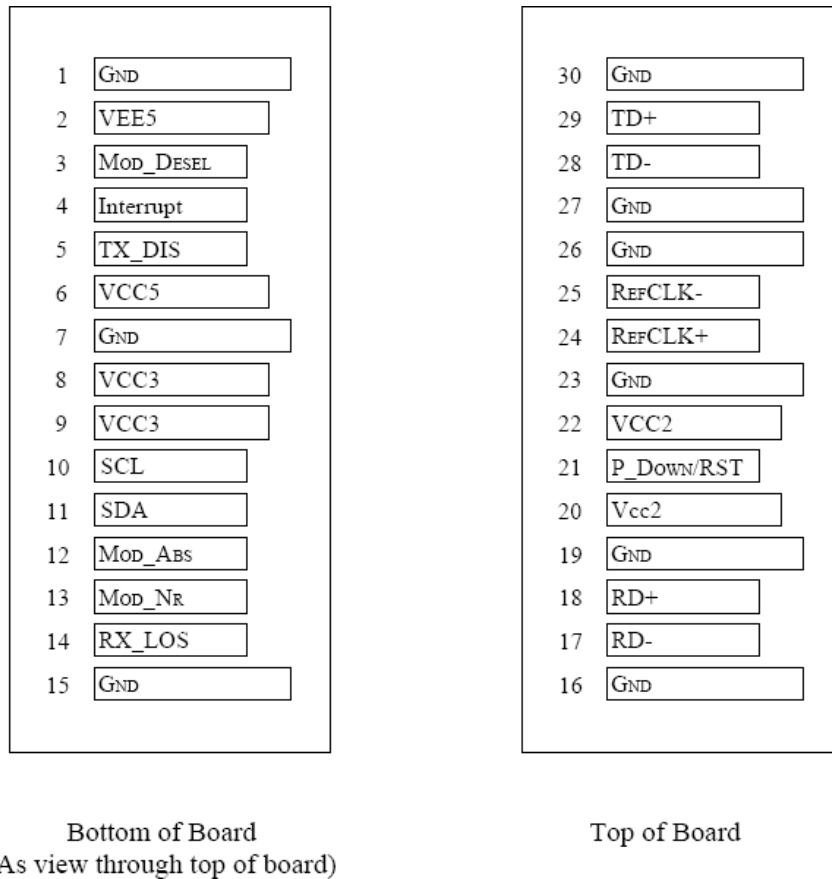 1 GND
2 VEE5
3 MOD_DESEL
4 Interrupt
5 TX_DIS
6 VCC5
7 GND
8 VCC3
9 VCC3
10 SCL
11 SDA
12 MOD_ABS
13 MOD_NR
14 RX_LOS
15 GND
Bottom of Board
As view through top of board)
30 GND
29 TD+
28 TD-
27 GND
26 GND
25 REFCLK-
24 REFCLK+
23 GND
22 VCC2
21 P_DOWN/RST
20 Vcc2
19 GND
18 RD+
17 RD-
16 GND
Top of Board